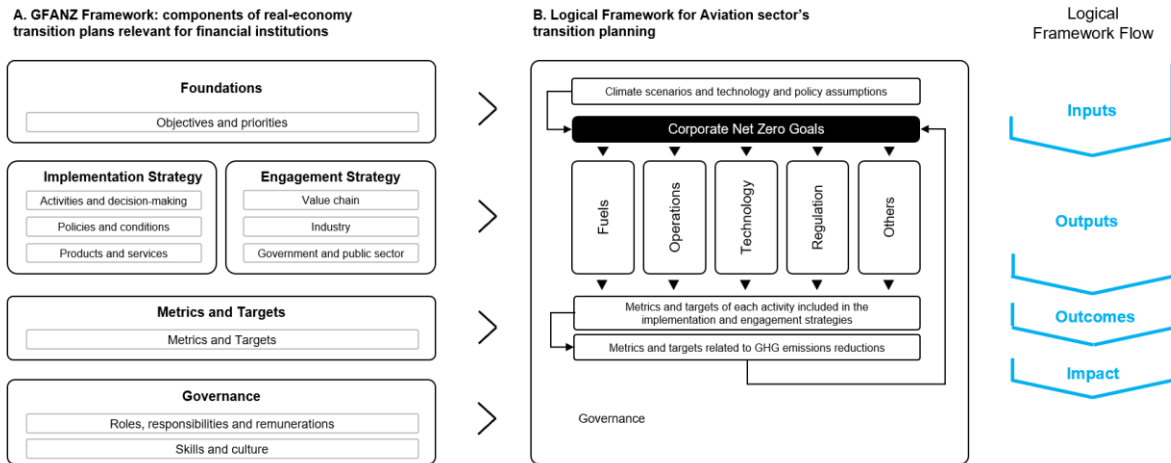 A. GFANZ Framework: components of real-economy
transition plans relevant for financial institutions
Foundations
Objectives and priorities
Implementation Strategy
Activities and decision-making
Policies and conditions
Products and services
Engagement Strategy
Value chain
Industry
Government and public sector
Metrics and Targets
Metrics and Targets
Governance
Roles, responsibilities and remunerations
Skills and culture
B. Logical Framework for Aviation sector's
transition planning
Climate scenarios and technology and policy assumptions
Corporate Net Zero Goals
Fuels
Operations
Technology
Regulation
Others
Metrics and targets of each activity included in the
implementation and engagement strategies
Metrics and targets related to GHG emissions reductions
Governance
Logical
Framework Flow
Inputs
Outputs
Outcomes
Impact